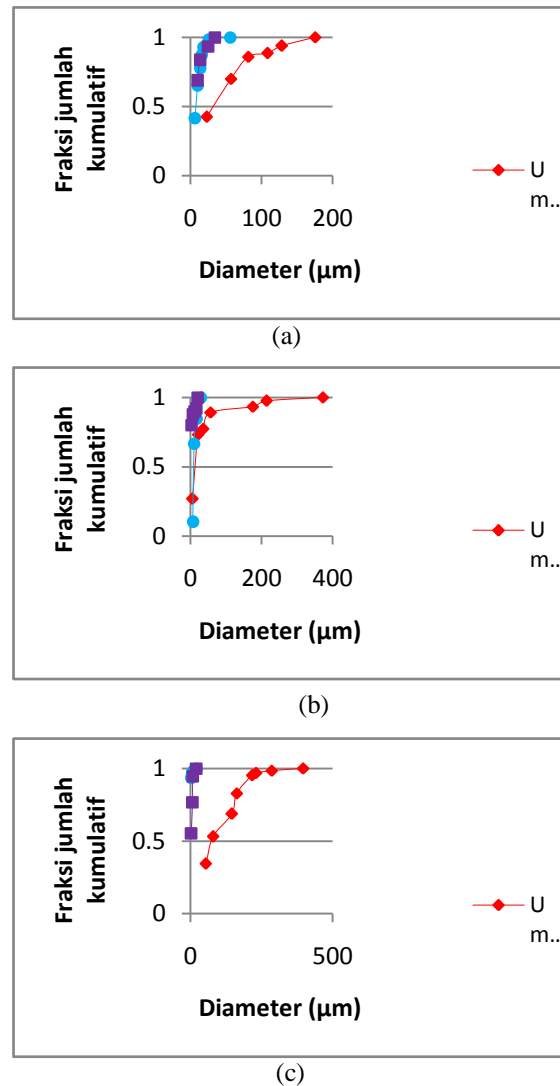 1
0.5
0
0 100 200
Fraksi jumlah
kumulatif
Diameter (µm)
U
m..
(a)
1
0.5
0
0 200 400
Fraksi jumlah
kumulatif
Diameter (µm)
U
m..
(b)
1
0.5
0
0 500
Fraksi jumlah
kumulatif
Diameter (µm)
U
m..
(c)